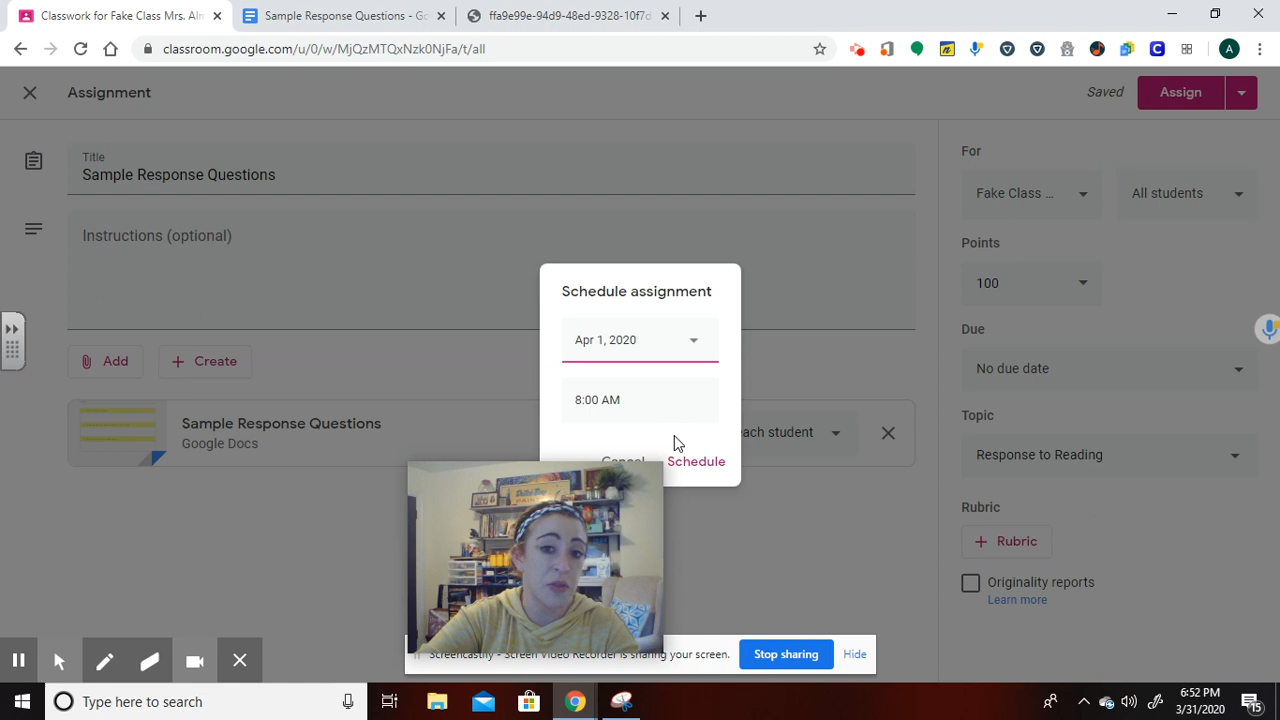 Classwork for Fake Class Mrs. Alm
Sample Response Questions - Go
ffa9e99e-94d9-48ed-9328-10f7d
classroom.google.com/u/0/w/MjQzMTQxNzk0NjFa/t/all
A
Assignment
Saved
Assign
Title
Sample Response Questions
Instructions (optional)
Add
Create
Sample Response Questions
Google Docs
each student
Schedule assignment
Apr 1, 2020
8:00 AM
Cancel
Schedule
For
Fake Class ...
All students
Points
100
Due
No due date
Topic
Response to Reading
Rubric
Rubric
Originality reports
Learn more
Screencastify - Screen Video Recorder is sharing your screen.
Stop sharing
Hide
Type here to search
6:52 PM
3/31/2020
15